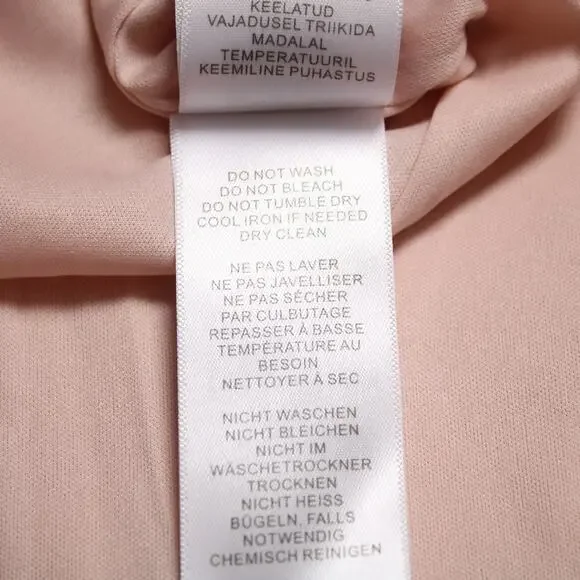 KEELATUD
VAJADUSEL TRIIKIDA
MADALAL
TEMPERATUURIL
KEEMILINE PUHASTUS
DO NOT WASH
DO NOT BLEACH
DO NOT TUMBLE DRY
COOL IRON IF NEEDED
DRY CLEAN
NE PAS LAVER
NE PAS JAVELLISER
NE PAS SÉCHER
PAR CULBUTAGE
REPASSER À BASSE
TEMPÉRATURE AU
BESOIN
NETTOYER À SEC
NICHT WASCHEN
NICHT BLEICHEN
NICHT IM
WÄSCHETROCKNER
TROCKNEN
NICHT HEISS
BÜGELN, FALLS
NOTWENDIG
CHEMISCH REINIGEN